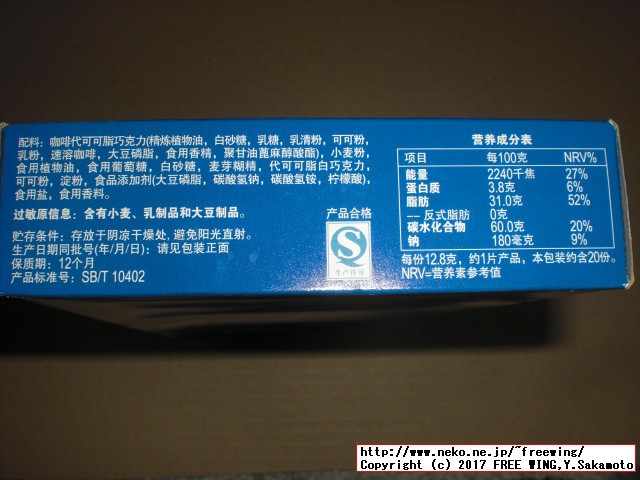 配料: 咖啡代可可脂巧克力(精炼植物油, 白砂糖, 乳糖, 乳清粉, 可可粉,
乳粉, 速溶咖啡, 大豆磷脂, 食用香精, 聚甘油蓖麻醇酸酯), 小麦粉,
食用植物油, 食用葡萄糖, 白砂糖, 麦芽糊精, 代可可脂白巧克力,
可可粉, 淀粉, 食品添加剂(大豆磷脂, 碳酸氢钠, 碳酸氢铵, 柠檬酸),
食用盐, 食用香料。
过敏原信息: 含有小麦、乳制品和大豆制品。
贮存条件: 存于阴凉干燥处, 避免阳光直射。
生产日期同批号(年/月/日): 请见包装正面
保质期: 12个月
产品标准号: SB/T 10402
产品合格
生产许可
营养成分表
项目 每100克 NRV%
能量 2240千焦 27%
蛋白质 3.8克 6%
脂肪 31.0克 52%
-- 反式脂肪 0克
碳水化合物 60.0克 20%
钠 180毫克 9%
每份12.8克, 约1片产品, 本包装约含20份.
NRV=营养素参考值
http://www.neko.ne.jp/~freewing/
Copyright (c) 2017 FREE WING,Y.Sakamoto